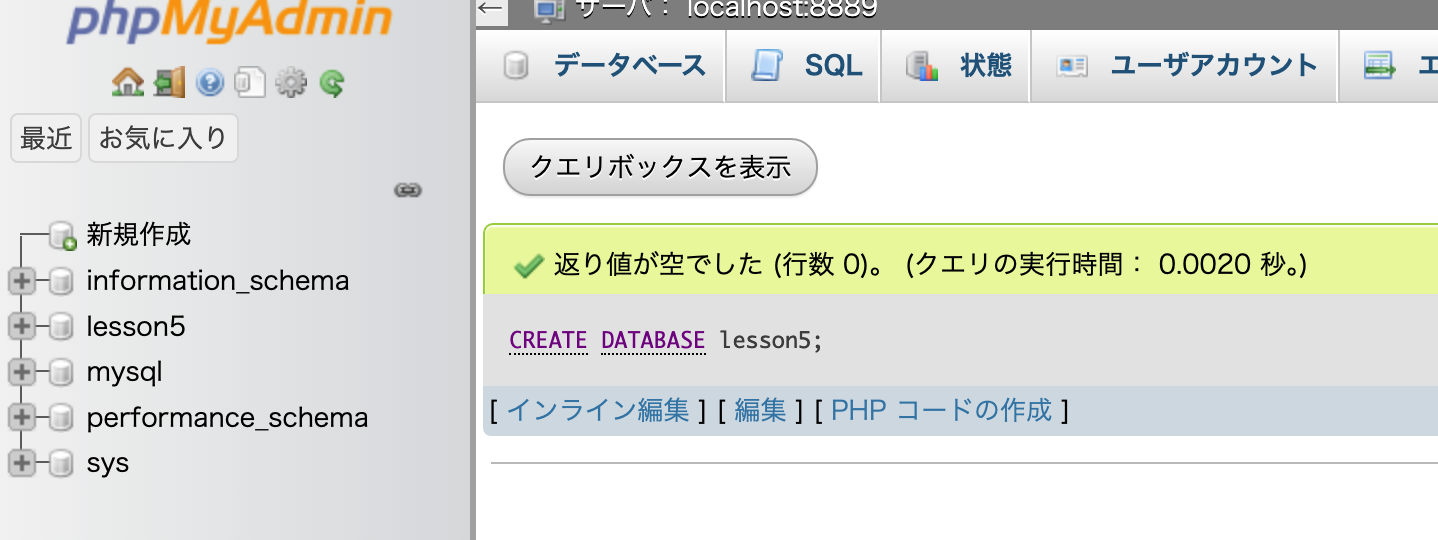 phpMyAdmin
最近 お気に入り
新規作成
information_schema
lesson5
mysql
performance_schema
sys
← サーバ： localhost:8889
データベース SQL 状態 ユーザアカウント エ
クエリボックスを表示
返り値が空でした (行数 0)。 (クエリの実行時間： 0.0020 秒。)
CREATE DATABASE lesson5;
[ インライン編集 ] [ 編集 ] [ PHP コードの作成 ]